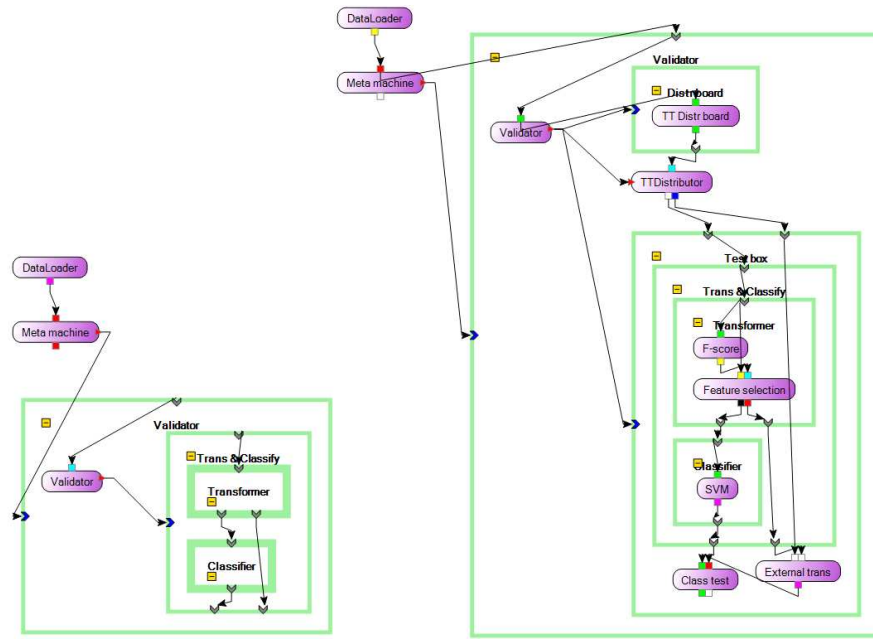 DataLoader
Meta machine
Validator
Validator
Distrboard
TT Distr board
TTDistributor
Test box
Trans & Classify
Transformer
F-score
Feature selection
Classifier
SVM
Class test
External trans
DataLoader
Meta machine
Validator
Validator
Trans & Classify
Transformer
Classifier